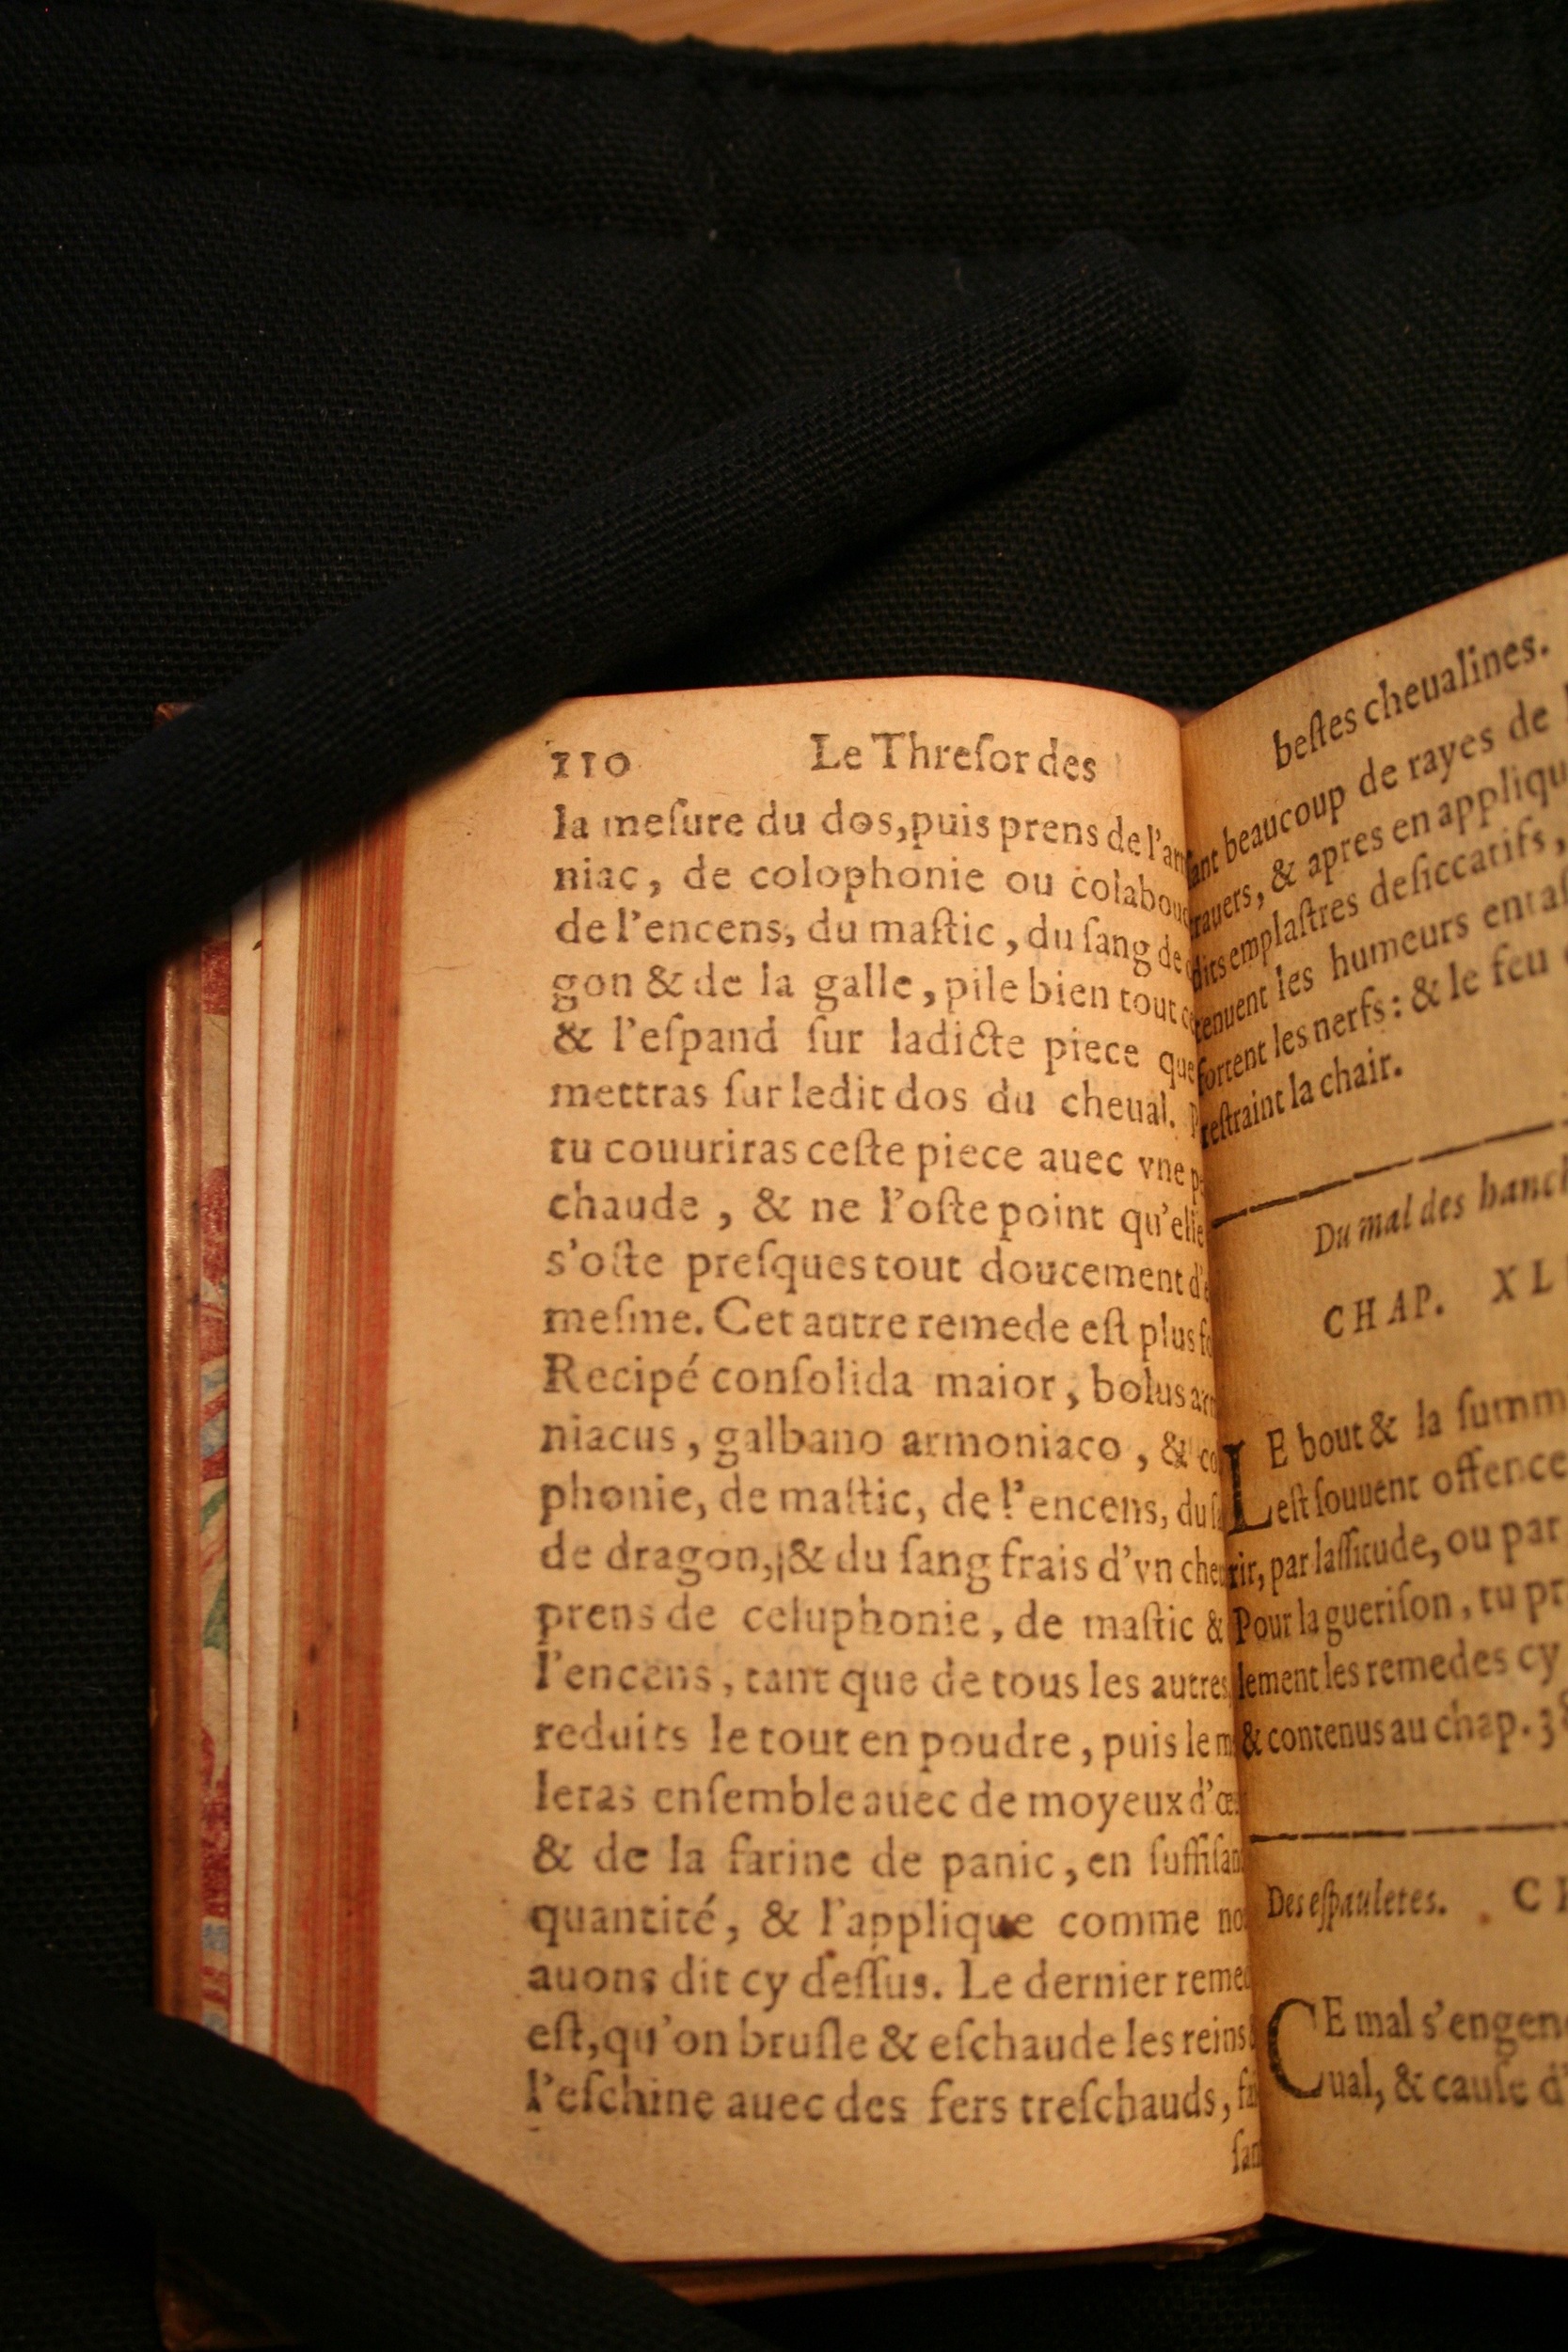 110 Le Threſor des
la meſure du dos, puis prens de l'ar
niac, de colophonie ou colabou
de l'encens, du maſtic, du ſang de
gon & de la galle, pile bien tout
& l'eſpand ſur ladicte piece que
mettras ſur ledit dos du cheual.
tu couuriras ceſte piece auec vne
chaude, & ne l'oſte point qu'elle
s'oſte preſques tout doucement d'
meſme. Cet autre remede eſt plus
Recipé conſolida maior, bolus
niacus, galbano armoniaco, & co
phonie, de maſtic, de l'encens, du
de dragon, & du ſang frais d'vn che
prens de celuphonie, de maſtic &
l'encens, tant que de tous les autres
reduits le tout en poudre, puis le
leras enſemble auec de moyeux d'œ
& de la farine de panic, en ſuffiſan
quantité, & l'applique comme no
auons dit cy deſſus. Le dernier reme
eſt, qu'on bruſle & eſchaude les reins
l'eſchine auec des fers treſchauds,
ſan
beſtes cheualines.
ſant beaucoup de rayes de
trauers, & apres en appliqu
dits emplaſtres deſiccatifs,
tenuent les humeurs entaſ
fortent les nerfs: & le feu
reſtraint la chair.
Du mal des hanch
CHAP. XL
LE bout & la ſumm
eſt ſouuent offence
rir, par laſſitude, ou par
Pour la gueriſon, tu pr
lement les remedes cy
& contenus au chap. 38
Des eſpauletes. CH
CE mal s'engen
ual, & cauſe d'